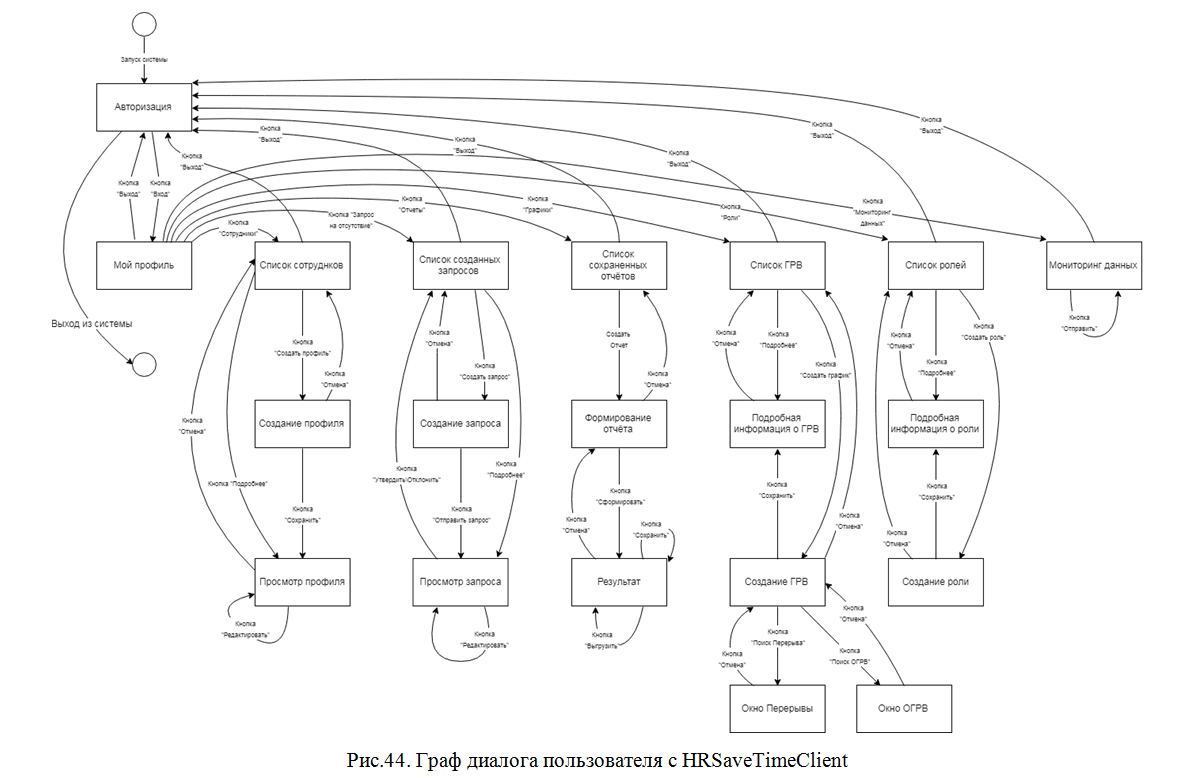 Запуск системы
Авторизация
Кнопка
"Выход"
Кнопка
"Выход"
Кнопка
"Выход"
Кнопка
"Выход"
Кнопка
"Выход"
Кнопка
"Выход"
Кнопка
"Выход"
Кнопка
"Вход"
Кнопка
"Сотрудники"
Кнопка "Запрос
на отсутствие"
Кнопка
"Отчеты"
Кнопка
"Графики"
Кнопка
"Роли"
Кнопка
"Мониторинг
данных"
Мой профиль
Список сотруднков
Список созданных
запросов
Список
сохраненных
отчётов
Список ГРВ
Список ролей
Мониторинг данных
Выход из системы
Кнопка
"Создать профиль"
Кнопка
"Отмена"
Кнопка
"Отмена"
Кнопка
"Создать запрос"
Создать
Отчет
Кнопка
"Отмена"
Кнопка
"Отмена"
Кнопка
"Подробнее"
Кнопка
"Создать график"
Кнопка
"Отмена"
Кнопка
"Подробнее"
Кнопка
"Создать роль"
Кнопка
"Отправить"
Создание профиля
Создание запроса
Формирование
отчёта
Подробная
информация о ГРВ
Подробная
информация о роли
Кнопка
"Отмена"
Кнопка "Подробнее"
Кнопка
"Сохранить"
Кнопка
"Утвердить\Отклонить"
Кнопка
"Отправить запрос"
Кнопка
"Подробнее"
Кнопка
"Отмена"
Кнопка
"Сформировать"
Кнопка
"Сохранить"
Кнопка
"Сохранить"
Кнопка
"Отмена"
Кнопка
"Отмена"
Кнопка
"Сохранить"
Просмотр профиля
Просмотр запроса
Результат
Создание ГРВ
Создание роли
Кнопка
"Редактировать"
Кнопка
"Редактировать"
Кнопка
"Выгрузить"
Кнопка
"Отмена"
Кнопка
"Поиск Перерыва"
Кнопка
"Поиск ОГРВ"
Кнопка
"Отмена"
Окно Перерывы
Окно ОГРВ
Рис.44. Граф диалога пользователя с HRSaveTimeClient